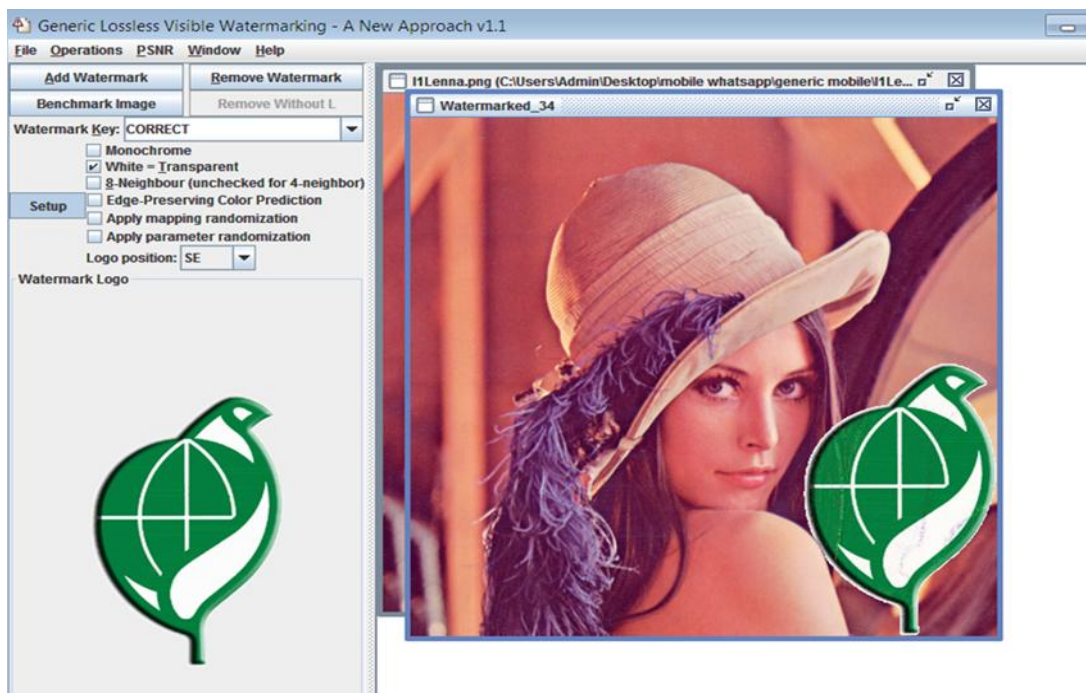 Generic Lossless Visible Watermarking - A New Approach v1.1
File Operations PSNR Window Help
Add Watermark Remove Watermark
Benchmark Image Remove Without L
Watermark Key: CORRECT
Monochrome
White = Transparent
8-Neighbour (unchecked for 4-neighbor)
Edge-Preserving Color Prediction
Setup
Apply mapping randomization
Apply parameter randomization
Logo position: SE
Watermark Logo
I1Lenna.png (C:\Users\Admin\Desktop\mobile whatsapp\generic mobile\I1Le...
Watermarked_34